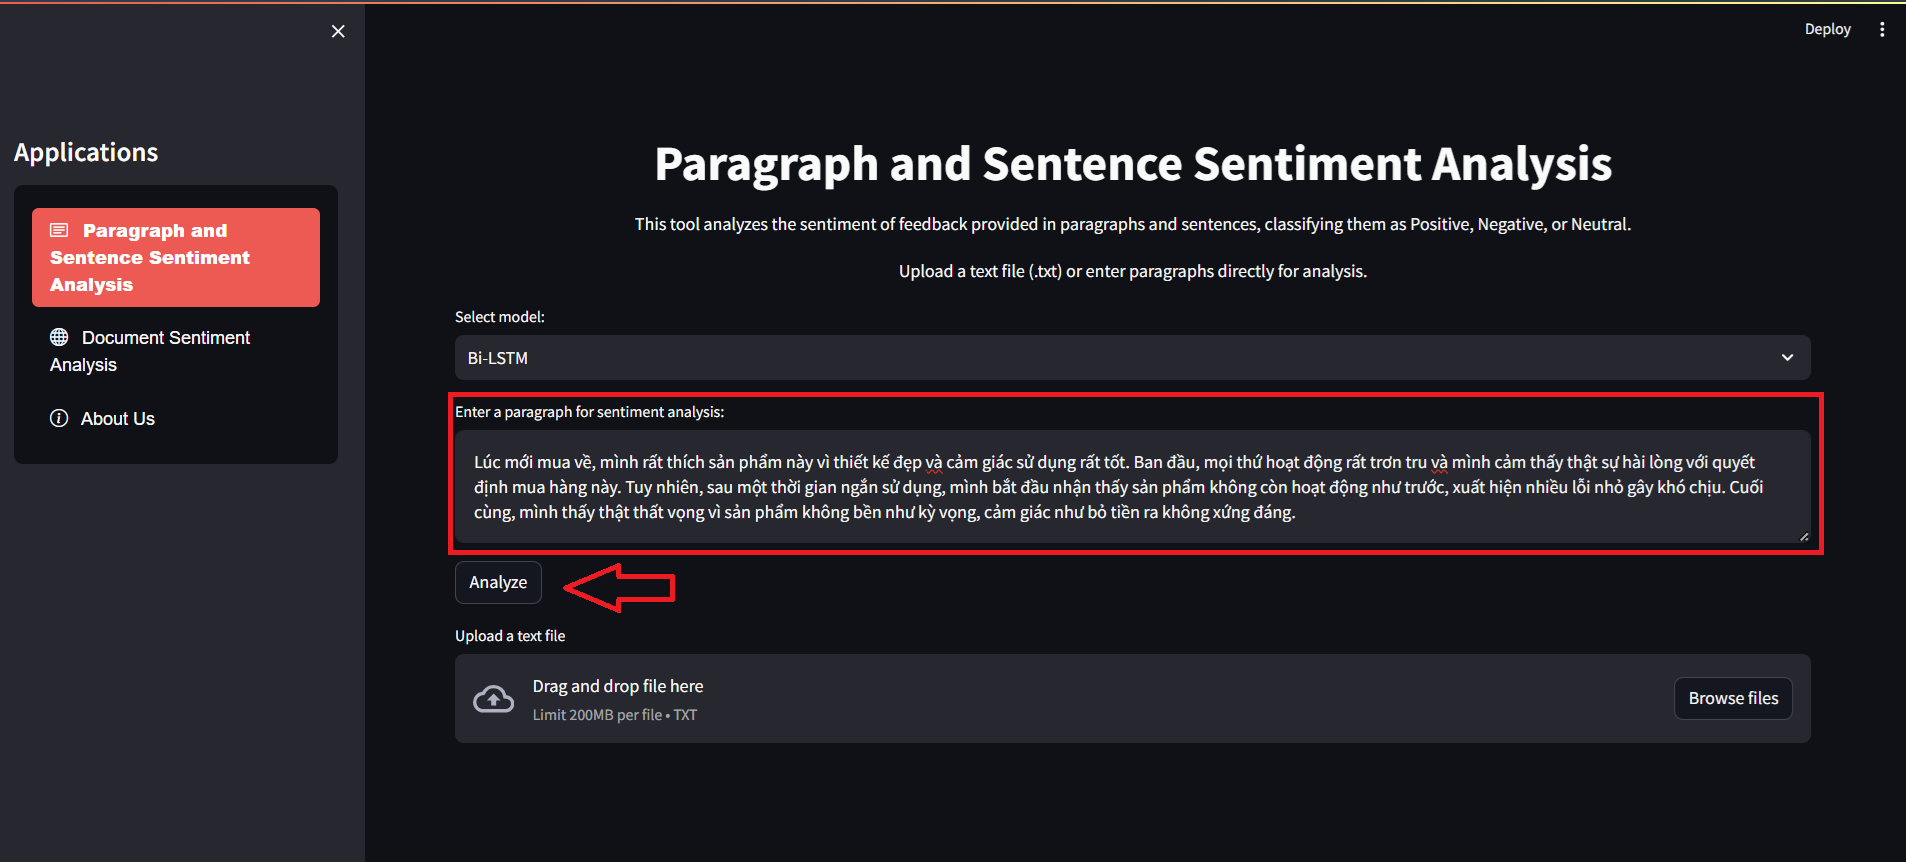 Deploy
Applications
Paragraph and
Sentence Sentiment
Analysis
Document Sentiment
Analysis
About Us
Paragraph and Sentence Sentiment Analysis
This tool analyzes the sentiment of feedback provided in paragraphs and sentences, classifying them as Positive, Negative, or Neutral.
Upload a text file (.txt) or enter paragraphs directly for analysis.
Select model:
Bi-LSTM
Enter a paragraph for sentiment analysis:
Lúc mới mua về, mình rất thích sản phẩm này vì thiết kế đẹp và cảm giác sử dụng rất tốt. Ban đầu, mọi thứ hoạt động rất trơn tru và mình cảm thấy thật sự hài lòng với quyết
định mua hàng này. Tuy nhiên, sau một thời gian ngắn sử dụng, mình bắt đầu nhận thấy sản phẩm không còn hoạt động như trước, xuất hiện nhiều lỗi nhỏ gây khó chịu. Cuối
cùng, mình thấy thật thất vọng vì sản phẩm không bền như kỳ vọng, cảm giác như bỏ tiền ra không xứng đáng.
Analyze
Upload a text file
Drag and drop file here
Limit 200MB per file • TXT
Browse files